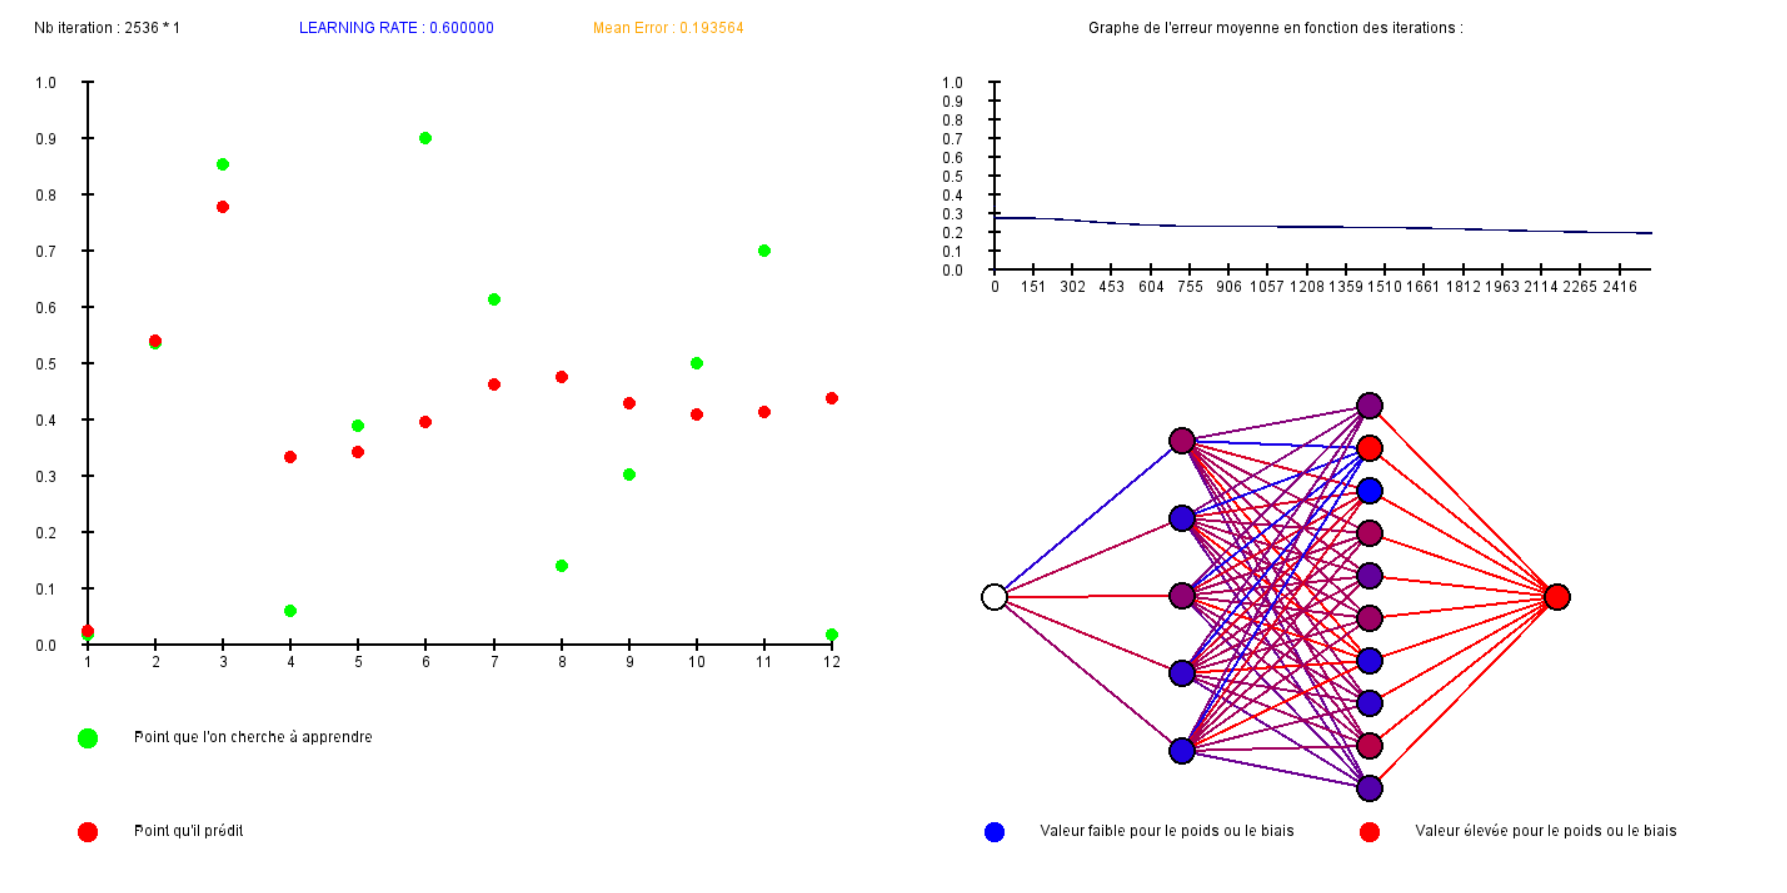 Nb iteration : 2536 * 1
LEARNING RATE : 0.600000
Mean Error : 0.193564
Graphe de l'erreur moyenne en fonction des iterations :
1.0
0.9
0.8
0.7
0.6
0.5
0.4
0.3
0.2
0.1
0.0
1 2 3 4 5 6 7 8 9 10 11 12
1.0
0.9
0.8
0.7
0.6
0.5
0.4
0.3
0.2
0.1
0.0
0 151 302 453 604 755 906 1057 1208 1359 1510 1661 1812 1963 2114 2265 2416
Point que l'on cherche à apprendre
Point qu'il prédit
Valeur faible pour le poids ou le biais
Valeur élevée pour le poids ou le biais